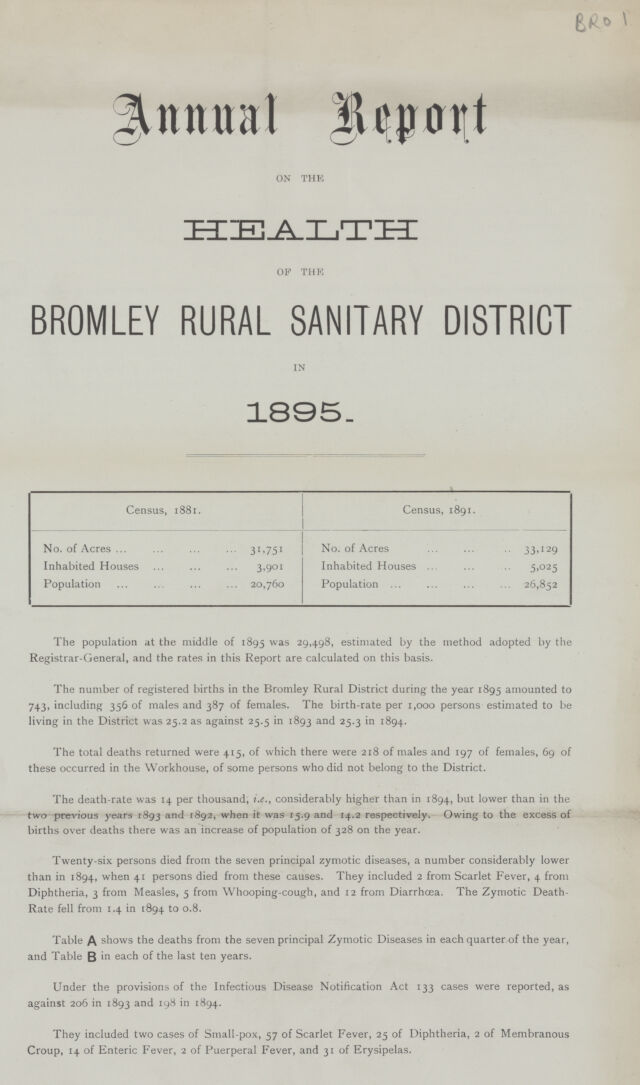 BRO 1
Annual Report
ON THE
HEALTH
OF THE
BROMLEY RURAL SANITARY DISTRICT
IN
1895.
Census, 1881.
No. of Acres ... ... ... ... 31,751
Inhabited Houses ... ... ... 3,901
Population ... ... ... ... 20,760
Census, 1891.
No. of Acres ... ... .. 33,129
Inhabited Houses ... ... .. 5,025
Population ... ... ... ... 26,852
The population at the middle of 1895 was 29,498, estimated by the method adopted by the
Registrar-General, and the rates in this Report are calculated on this basis.
The number of registered births in the Bromley Rural District during the year 1895 amounted to
743, including 356 of males and 387 of females. The birth-rate per 1,000 persons estimated to be
living in the District was 25.2 as against 25.5 in 1893 and 25.3 in 1894.
The total deaths returned were 415, of which there were 218 of males and 197 of females, 69 of
these occurred in the Workhouse, of some persons who did not belong to the District.
The death-rate was 14 per thousand, i.e., considerably higher than in 1894, but lower than in the
two previous years 1893 and 1892, when it was 15.9 and 14.2 respectively. Owing to the excess of
births over deaths there was an increase of population of 328 on the year.
Twenty-six persons died from the seven principal zymotic diseases, a number considerably lower
than in 1894, when 41 persons died from these causes. They included 2 from Scarlet Fever, 4 from
Diphtheria, 3 from Measles, 5 from Whooping-cough, and 12 from Diarrhœa. The Zymotic Death-
Rate fell from 1.4 in 1894 to 0.8.
Table A shows the deaths from the seven principal Zymotic Diseases in each quarter of the year,
and Table B in each of the last ten years.
Under the provisions of the Infectious Disease Notification Act 133 cases were reported, as
against 206 in 1893 and 198 in 1894.
They included two cases of Small-pox, 57 of Scarlet Fever, 25 of Diphtheria, 2 of Membranous
Croup, 14 of Enteric Fever, 2 of Puerperal Fever, and 31 of Erysipelas.